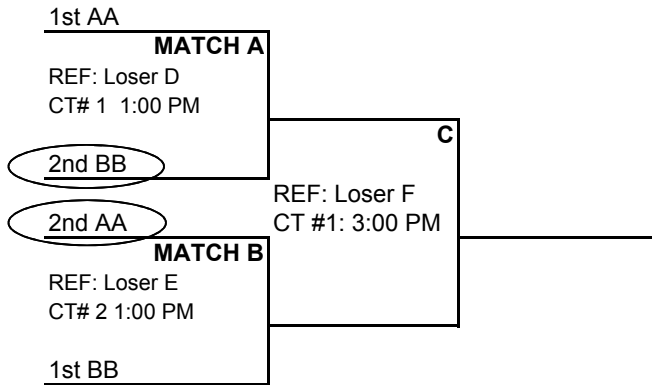 1st AA
MATCH A
REF: Loser D
CT# 1 1:00 PM
2nd BB
C
REF: Loser F
CT #1: 3:00 PM
2nd AA
MATCH B
REF: Loser E
CT# 2 1:00 PM
1st BB